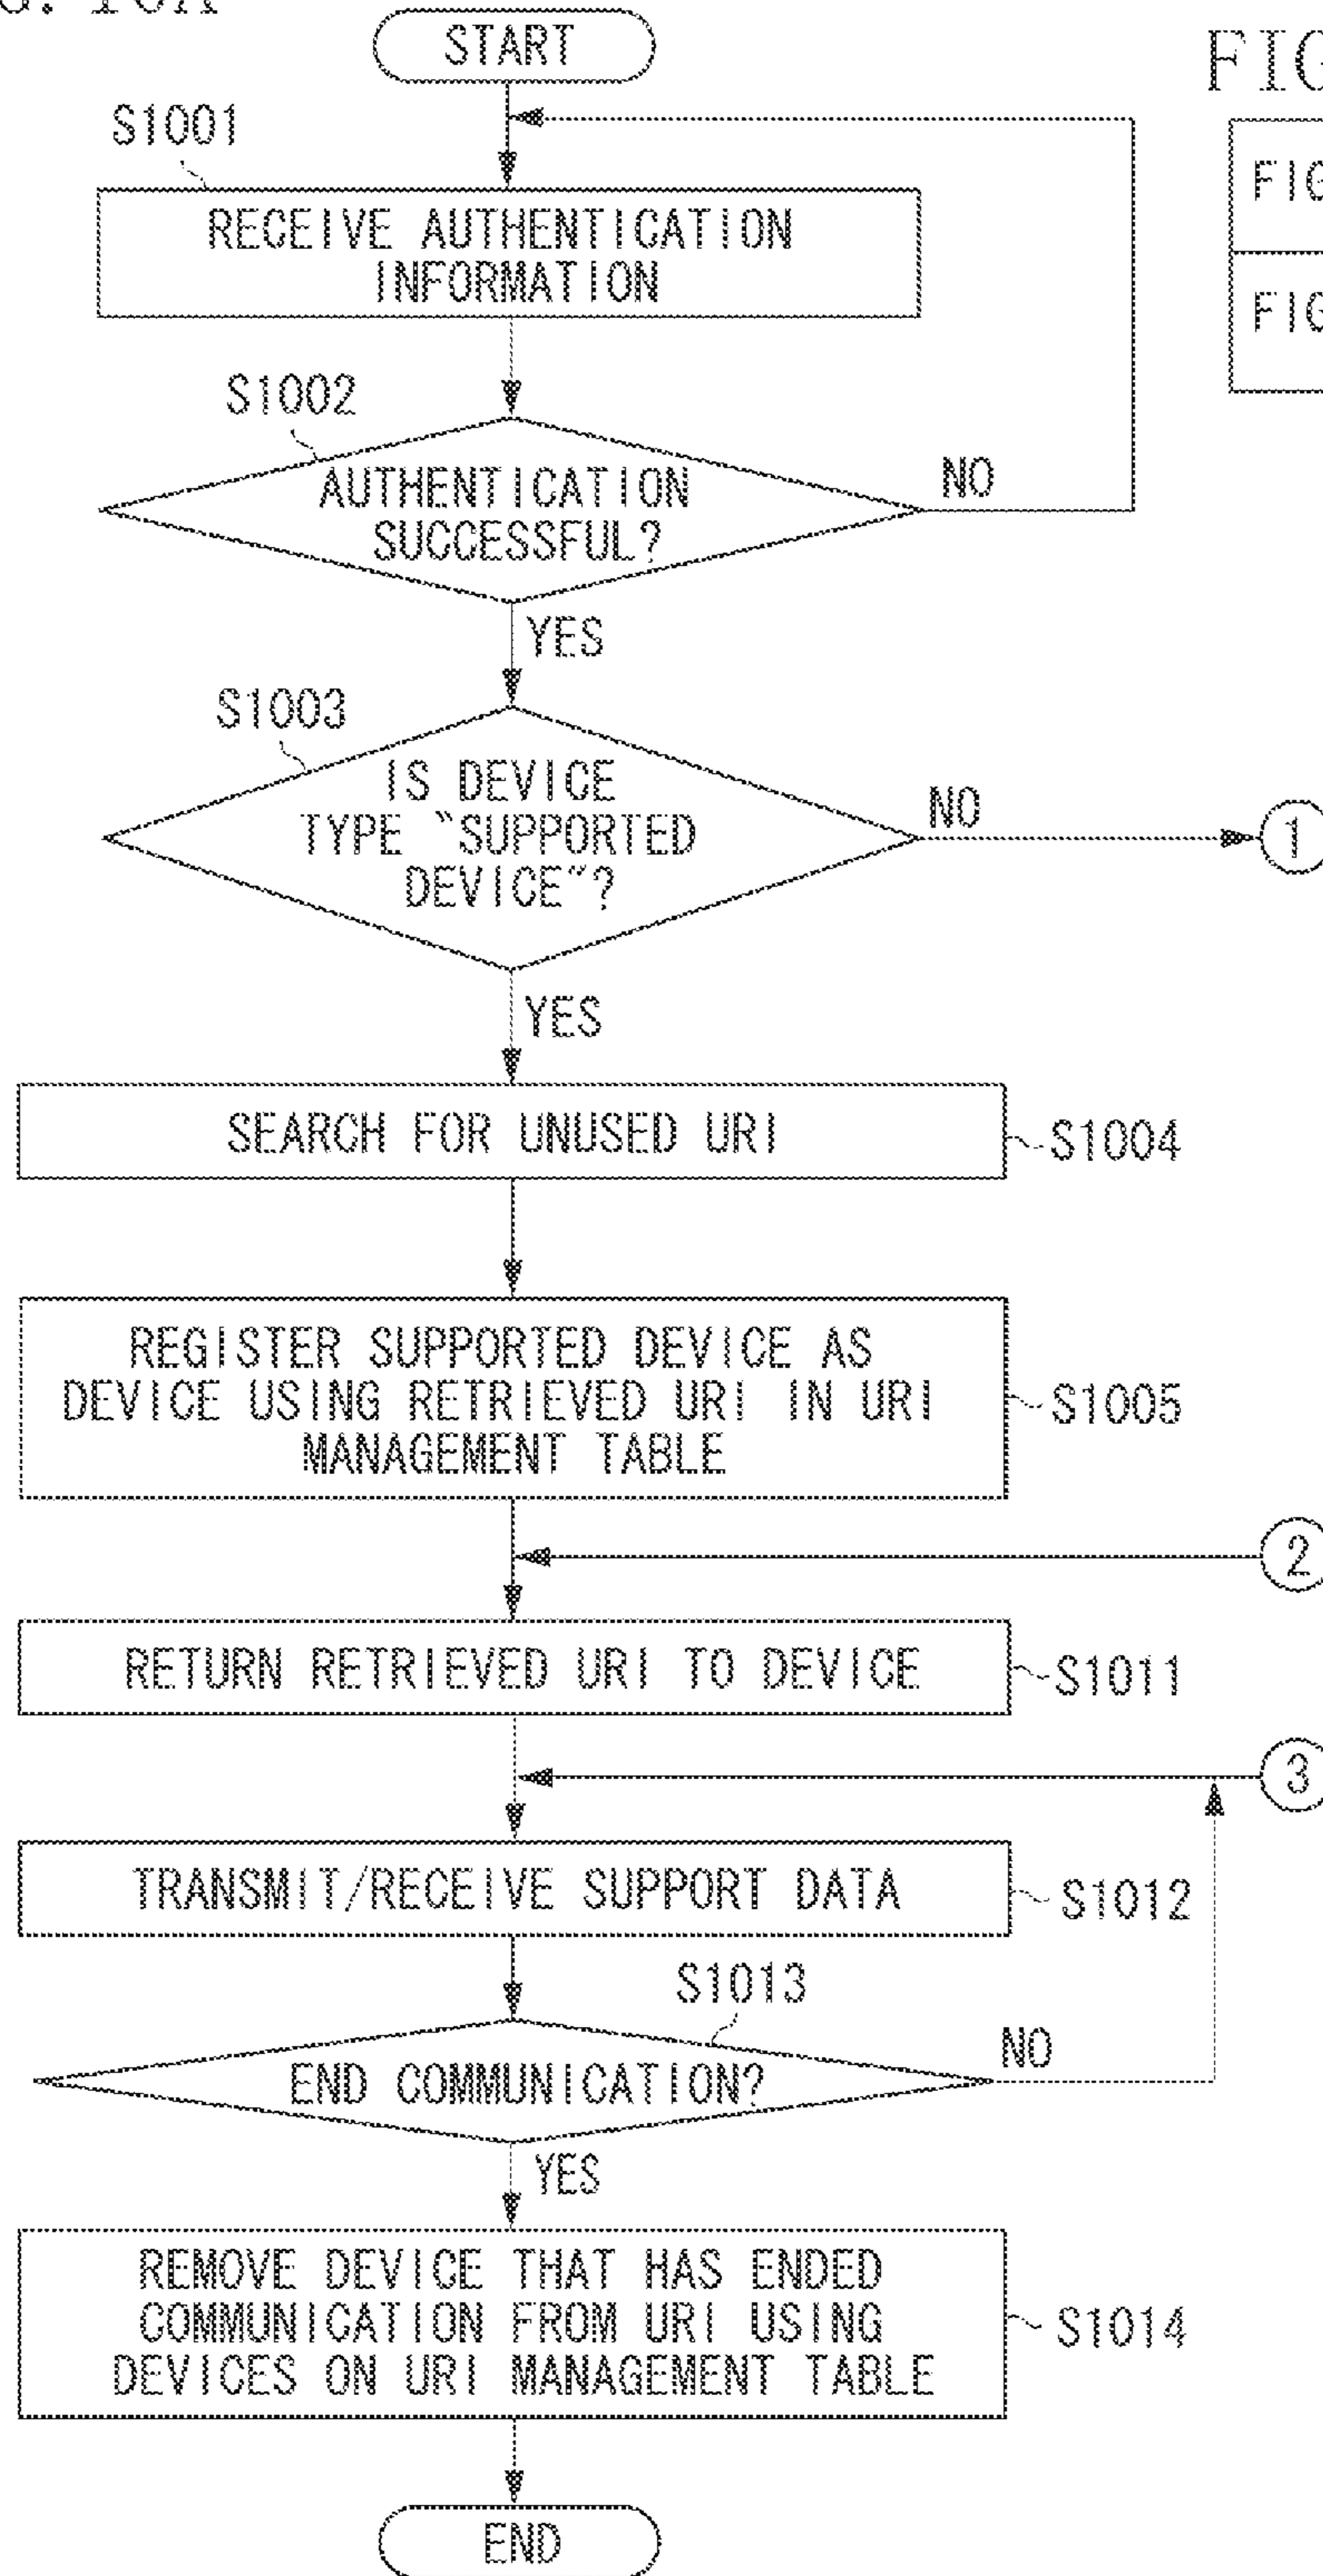 START
S1001
RECEIVE AUTHENTICATION
INFORMATION
S1002
AUTHENTICATION
SUCCESSFUL?
NO
YES
S1003
IS DEVICE
TYPE "SUPPORTED
DEVICE"?
NO
1
YES
SEARCH FOR UNUSED URI
S1004
REGISTER SUPPORTED DEVICE AS
DEVICE USING RETRIEVED URI IN URI
MANAGEMENT TABLE
S1005
2
RETURN RETRIEVED URI TO DEVICE
S1011
3
TRANSMIT/RECEIVE SUPPORT DATA
S1012
S1013
END COMMUNICATION?
NO
YES
REMOVE DEVICE THAT HAS ENDED
COMMUNICATION FROM URI USING
DEVICES ON URI MANAGEMENT TABLE
S1014
END
FIG
FIG
FIG